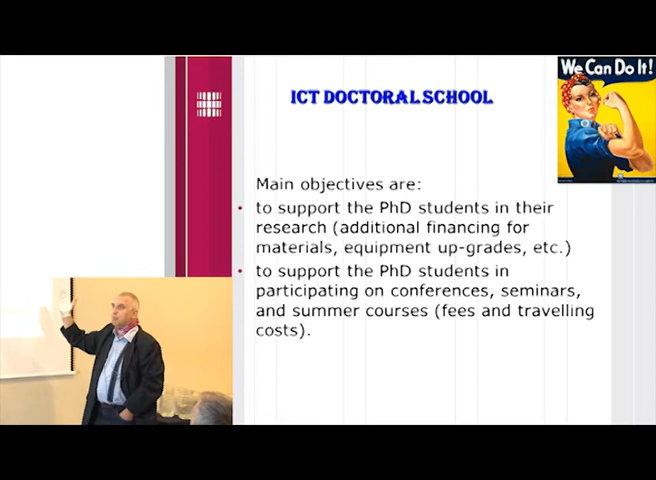 We Can Do It!
ICT DOCTORAL SCHOOL
Main objectives are:
• to support the PhD students in their
research (additional financing for
materials, equipment up-grades, etc.)
• to support the PhD students in
participating on conferences, seminars,
and summer courses (fees and travelling
costs).